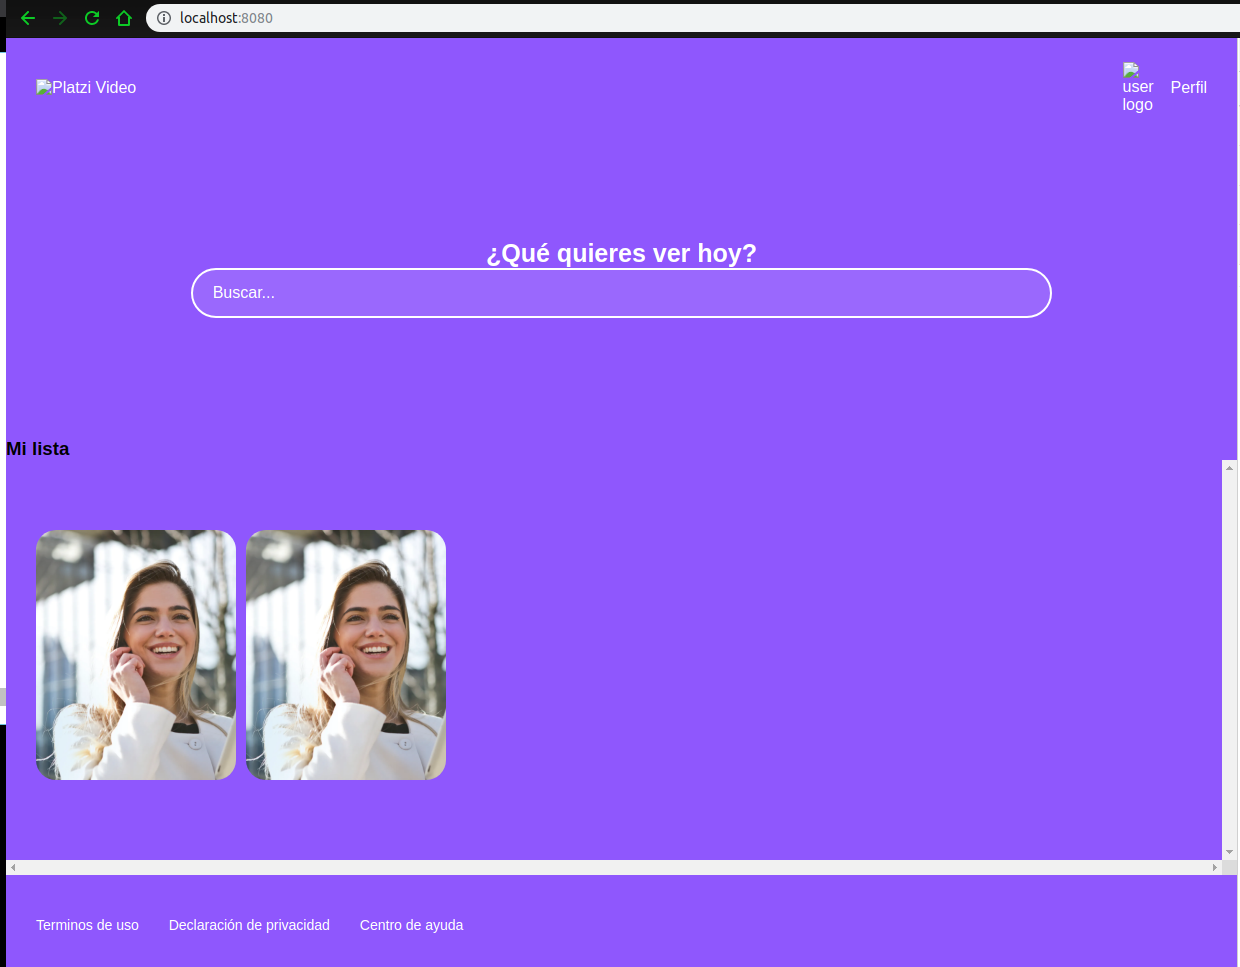 localhost:8080
Platzi Video
user
logo
Perfil
¿Qué quieres ver hoy?
Buscar...
Mi lista
Terminos de uso
Declaración de privacidad
Centro de ayuda